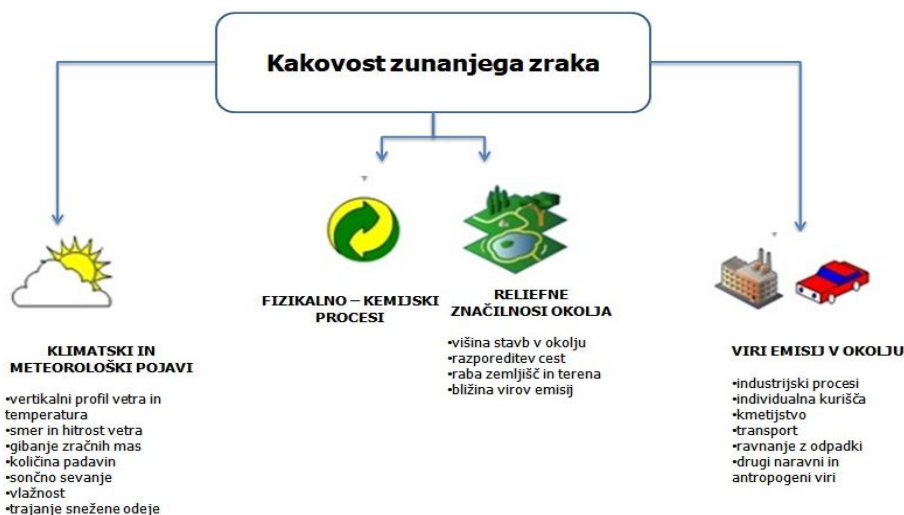 Kakovost zunanjega zraka
KLIMATSKI IN
METEOROLOŠKI POJAVI
•vertikalni profil vetra in
temperatura
•smer in hitrost vetra
•gibanje zračnih mas
•količina padavin
•sončno sevanje
•vlažnost
•trajanje snežene odeje
FIZIKALNO – KEMIJSKI
PROCESI
RELIEFNE
ZNAČILNOSI OKOLJA
•višina stavb v okolju
•razporeditev cest
•raba zemljišč in terena
•bližina virov emisij
VIRI EMISIJ V OKOLJU
•industrijski procesi
•individualna kurišča
•kmetijstvo
•transport
•ravnanje z odpadki
•drugi naravni in
antropogeni viri